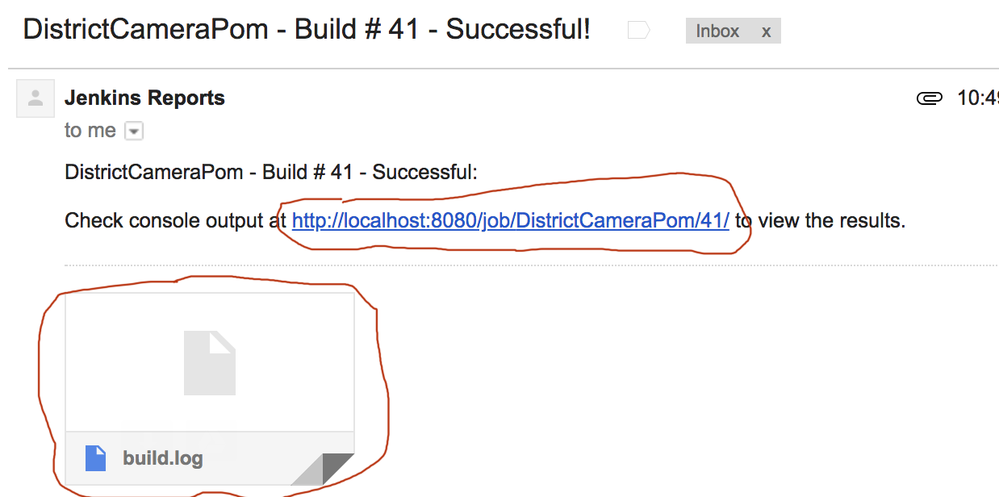 DistrictCameraPom - Build # 41 - Successful!
Inbox x
Jenkins Reports
10:49
to me
DistrictCameraPom - Build # 41 - Successful:
Check console output at http://localhost:8080/job/DistrictCameraPom/41/ to view the results.
build.log